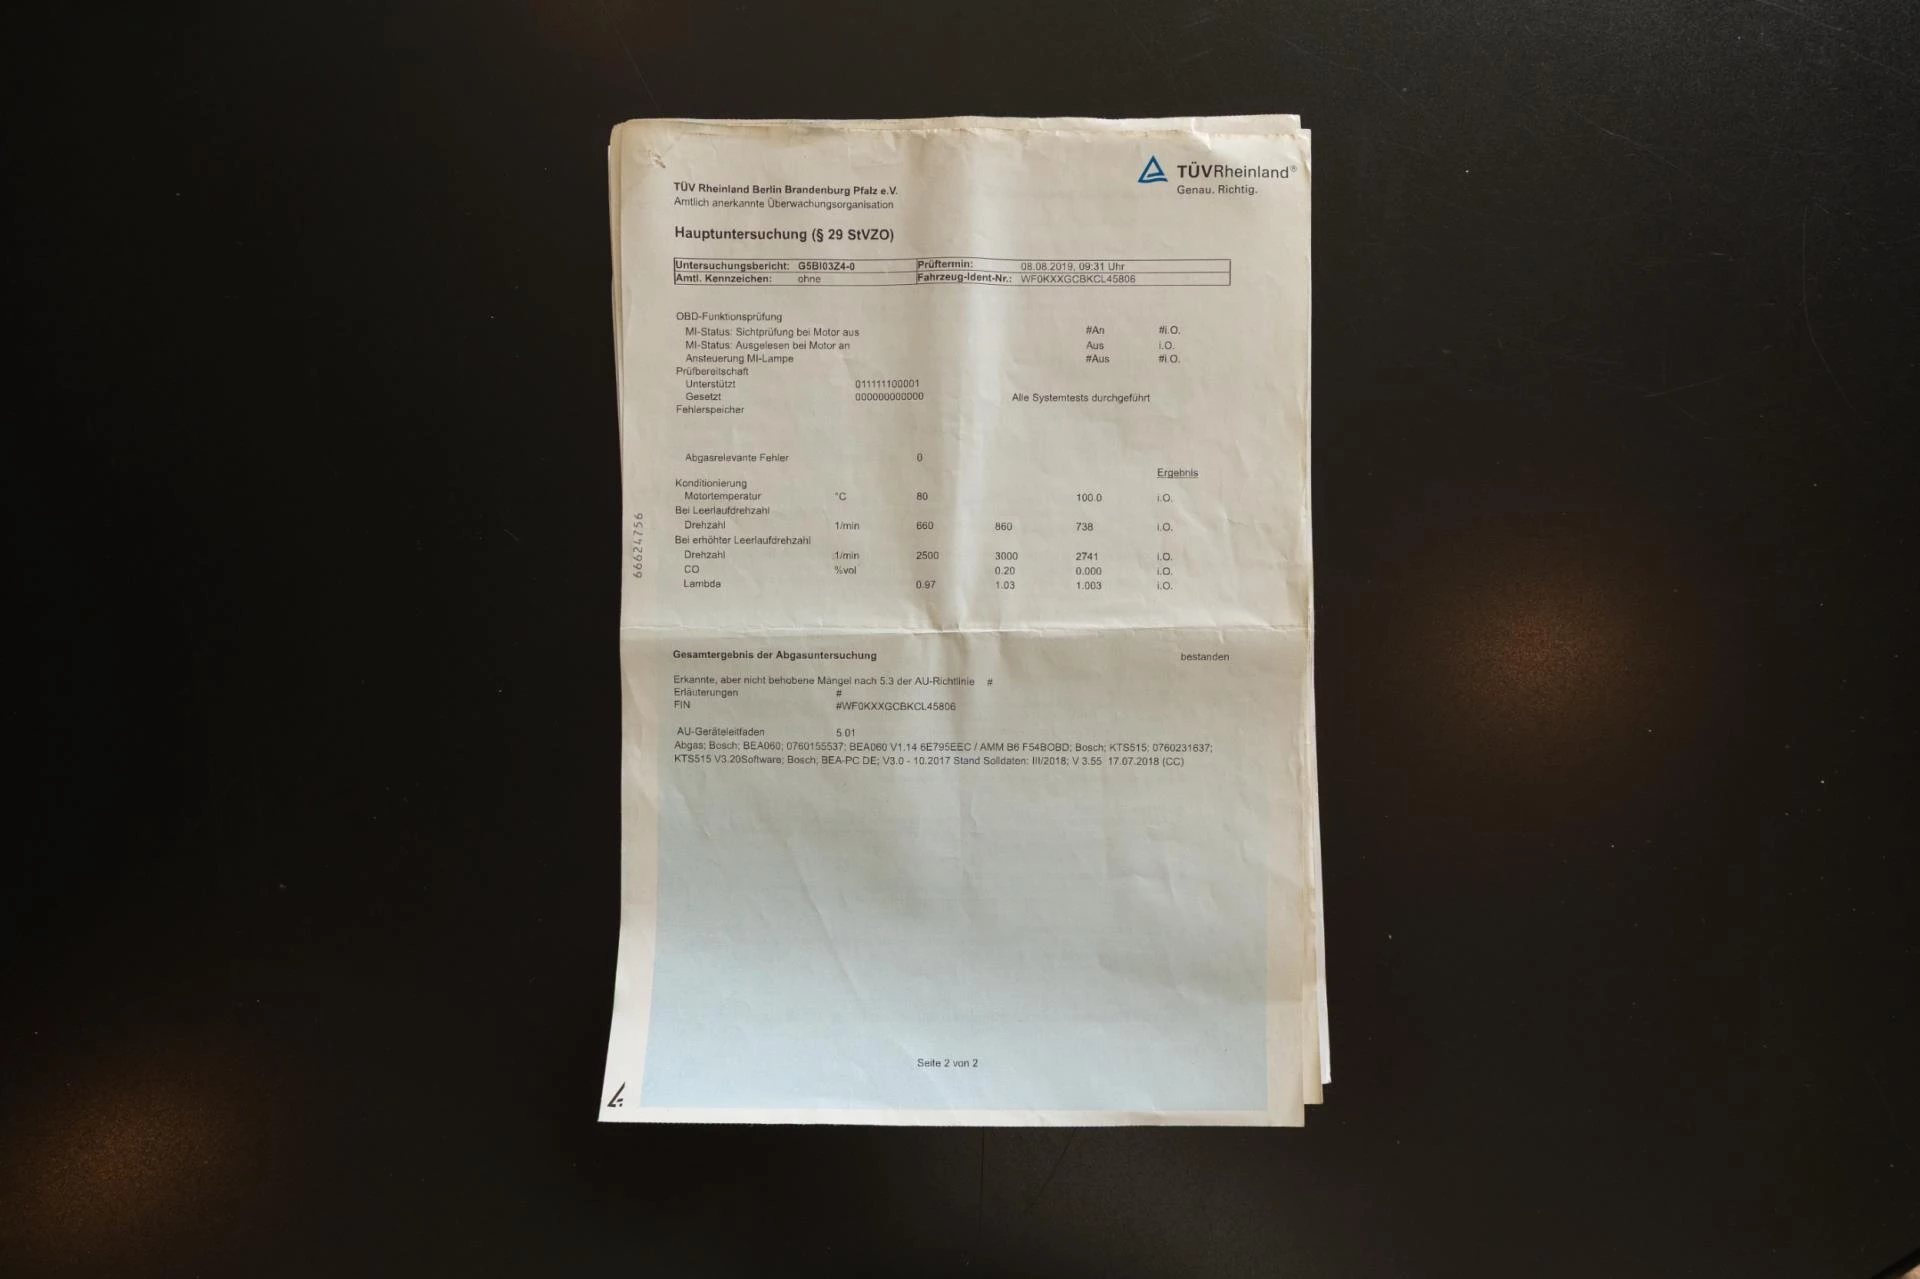 TÜVRheinland®
Genau. Richtig.
TÜV Rheinland Berlin Brandenburg Pfalz e.V.
Amtlich anerkannte Überwachungsorganisation
Hauptuntersuchung (§ 29 StVZO)
Untersuchungsbericht: G5BI03Z4-0 Prüftermin: 08.08.2019, 09:31 Uhr
Amtl. Kennzeichen: ohne Fahrzeug-Ident-Nr.: WF0KXXGCBKCL45806
OBD-Funktionsprüfung
MI-Status: Sichtprüfung bei Motor aus #An #i.O.
MI-Status: Ausgelesen bei Motor an Aus i.O.
Ansteuerung MI-Lampe #Aus #i.O.
Prüfbereitschaft
Unterstützt 011111100001
Gesetzt 000000000000 Alle Systemtests durchgeführt
Fehlerspeicher
Abgasrelevante Fehler 0
Ergebnis
Konditionierung
Motortemperatur °C 80 100.0 i.O.
Bei Leerlaufdrehzahl
Drehzahl 1/min 660 860 738 i.O.
Bei erhöhter Leerlaufdrehzahl
Drehzahl 1/min 2500 3000 2741 i.O.
CO %vol 0.20 0.000 i.O.
Lambda 0.97 1.03 1.003 i.O.
66624756
Gesamtergebnis der Abgasuntersuchung bestanden
Erkannte, aber nicht behobene Mängel nach 5.3 der AU-Richtlinie #
Erläuterungen #
FIN #WF0KXXGCBKCL45806
AU-Geräteleitfaden 5.01
Abgas; Bosch; BEA060; 0760155537; BEA060 V1.14 6E795EEC / AMM B6 F54BOBD; Bosch; KTS515; 0760231637;
KTS515 V3.20Software; Bosch; BEA-PC DE; V3.0 - 10.2017 Stand Solldaten: III/2018; V 3.55 17.07.2018 (CC)
Seite 2 von 2